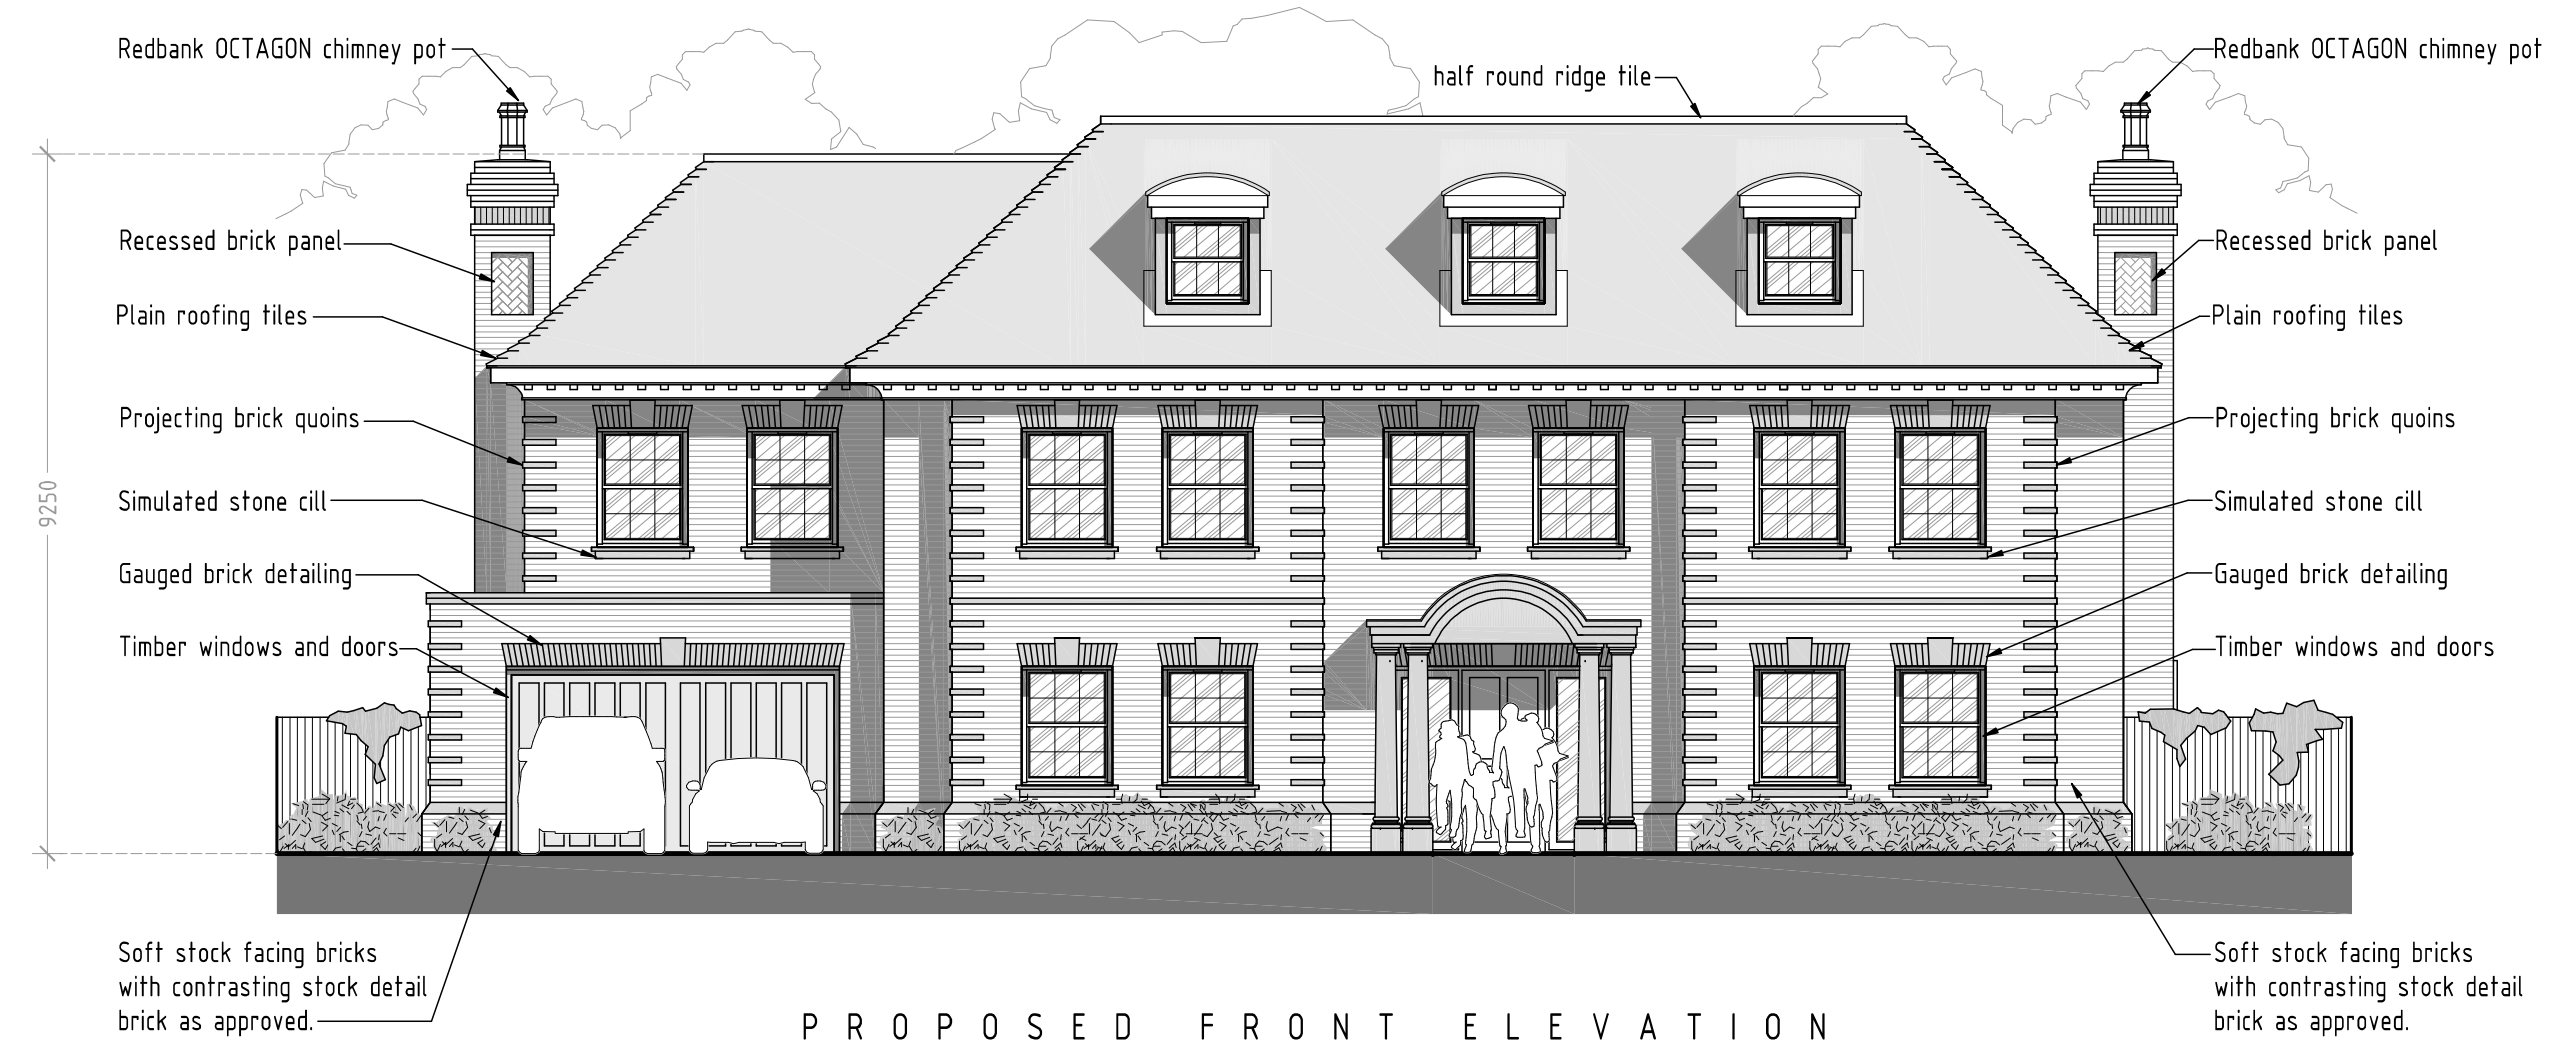 Redbank OCTAGON chimney pot
Recessed brick panel
Plain roofing tiles
Projecting brick quoins
Simulated stone cill
Gauged brick detailing
Timber windows and doors
Soft stock facing bricks
with contrasting stock detail
brick as approved.
9250
half round ridge tile
Redbank OCTAGON chimney pot
Recessed brick panel
Plain roofing tiles
Projecting brick quoins
Simulated stone cill
Gauged brick detailing
Timber windows and doors
Soft stock facing bricks
with contrasting stock detail
brick as approved.
PROPOSED FRONT ELEVATION